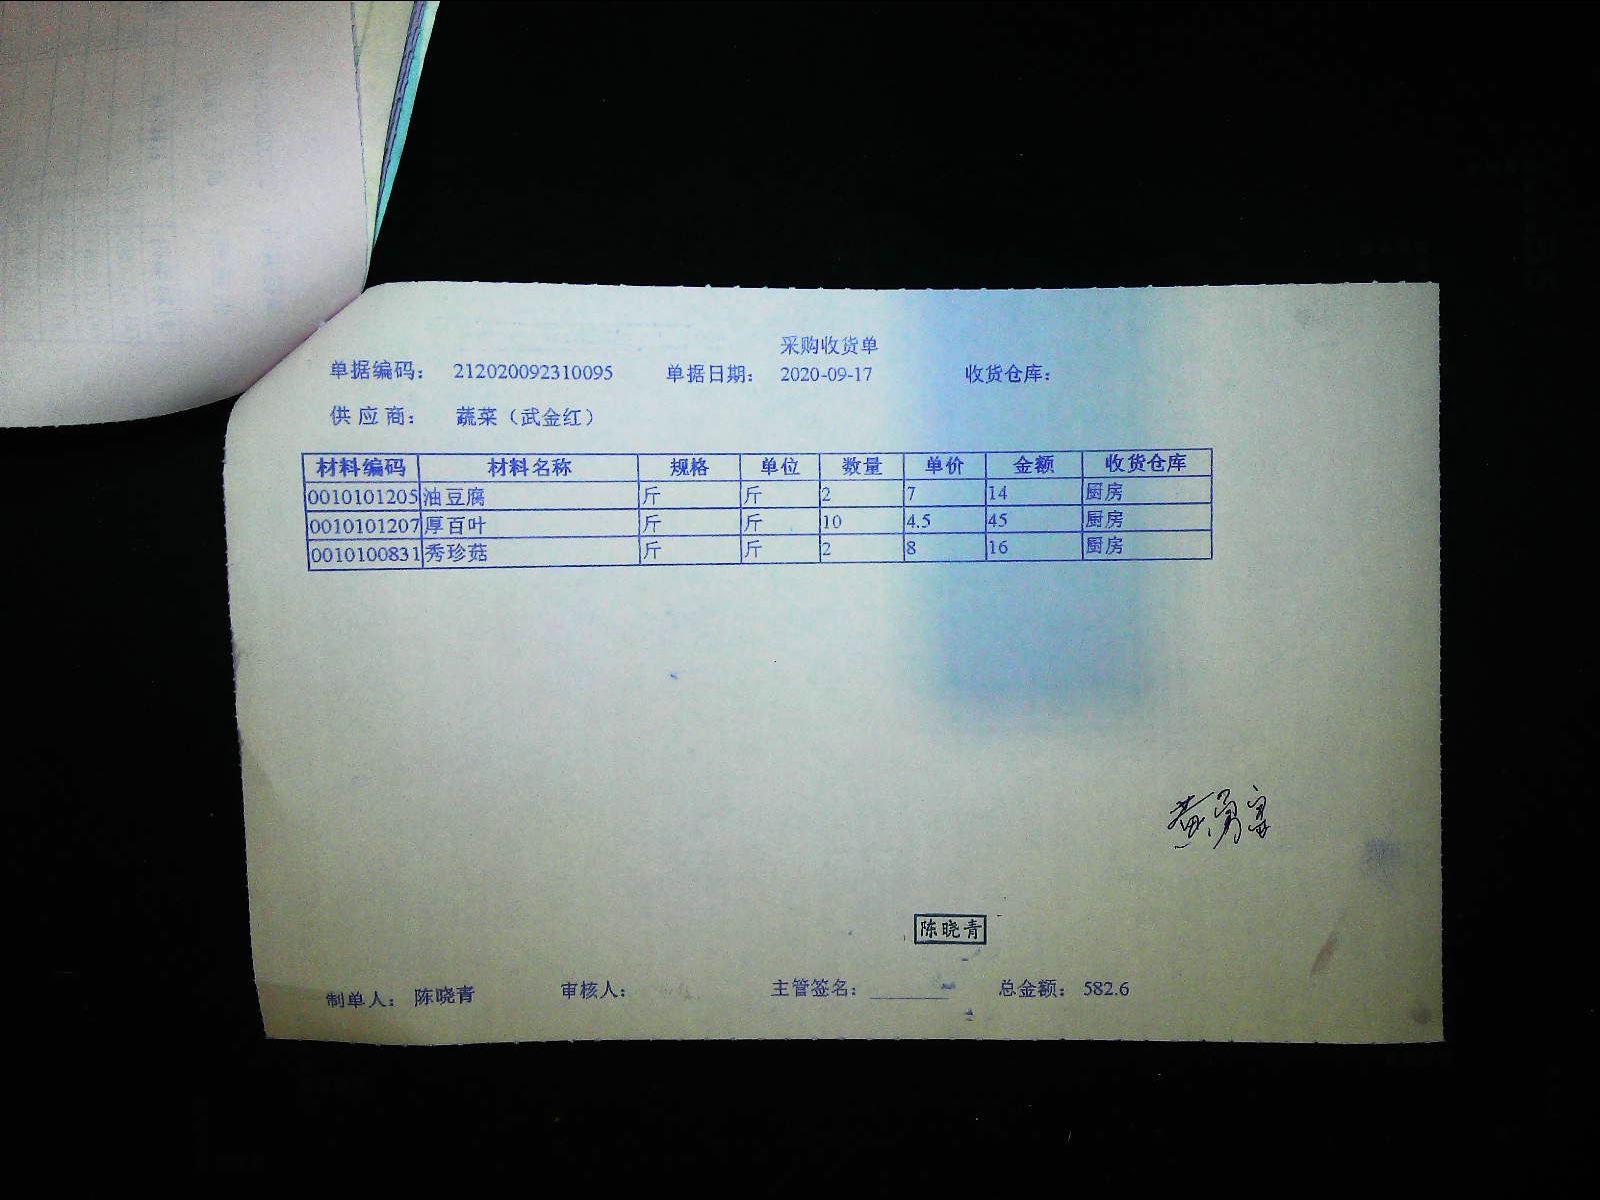 采购收货单
单据编码: 212020092310095 单据日期: 2020-09-17 收货仓库:
供应商: 蔬菜（武金红）
材料编码 材料名称 规格 单位 数量 单价 金额 收货仓库
0010101205 油豆腐 斤 斤 2 7 14 厨房
0010101207 厚百叶 斤 斤 10 4.5 45 厨房
0010100831 秀珍菇 斤 斤 2 8 16 厨房
陈晓青
制单人: 陈晓青 审核人: 主管签名: 总金额: 582.6